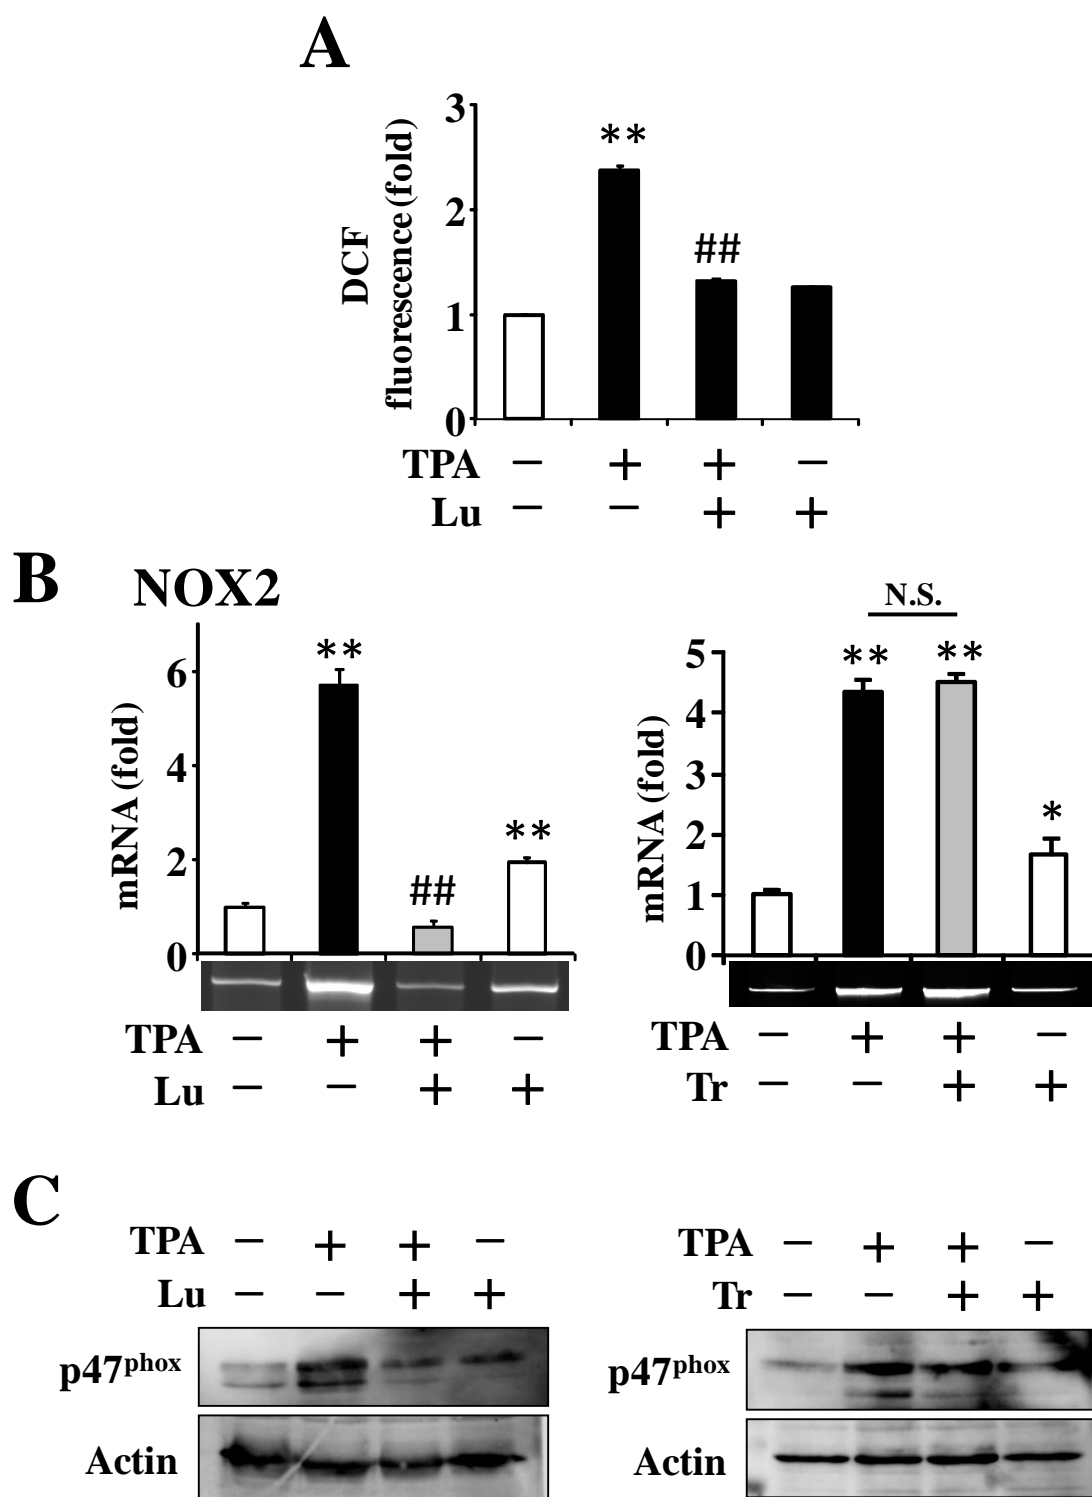 A
3
2
1
0
DCF
fluorescence (fold)
**
##
TPA − + + −
Lu − − + +
B
NOX2
6
4
2
0
mRNA (fold)
**
##
**
TPA − + + −
Lu − − + +
N.S.
5
4
3
2
1
0
mRNA (fold)
**
**
*
TPA − + + −
Tr − − + +
C
TPA − + + −
Lu − − + +
p47phox
Actin
TPA − + + −
Tr − − + +
p47phox
Actin